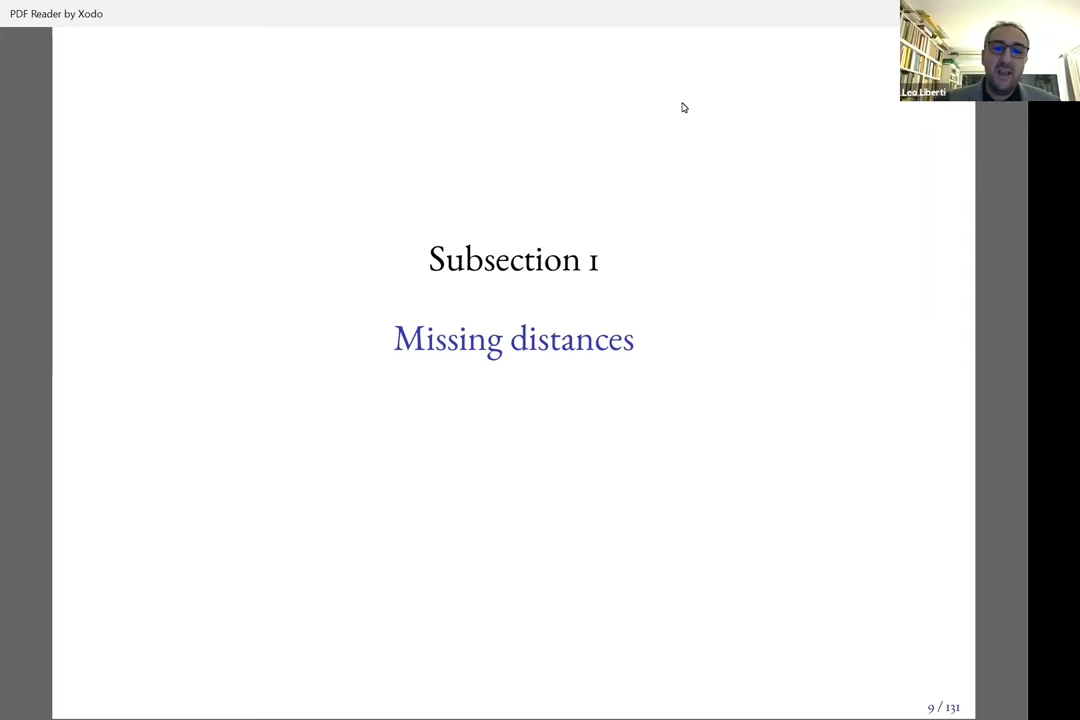 PDF Reader by Xodo
Leo Liberti
Subsection 1
Missing distances
9 / 131